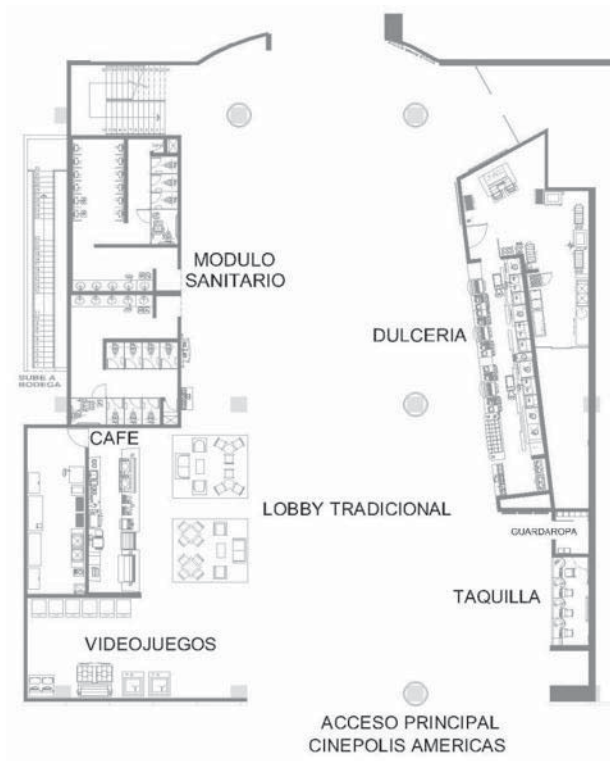 MODULO
SANITARIO
DULCERIA
SUBE A
BODEGA
CAFE
LOBBY TRADICIONAL
GUARDAROPA
TAQUILLA
VIDEOJUEGOS
ACCESO PRINCIPAL
CINEPOLIS AMERICAS